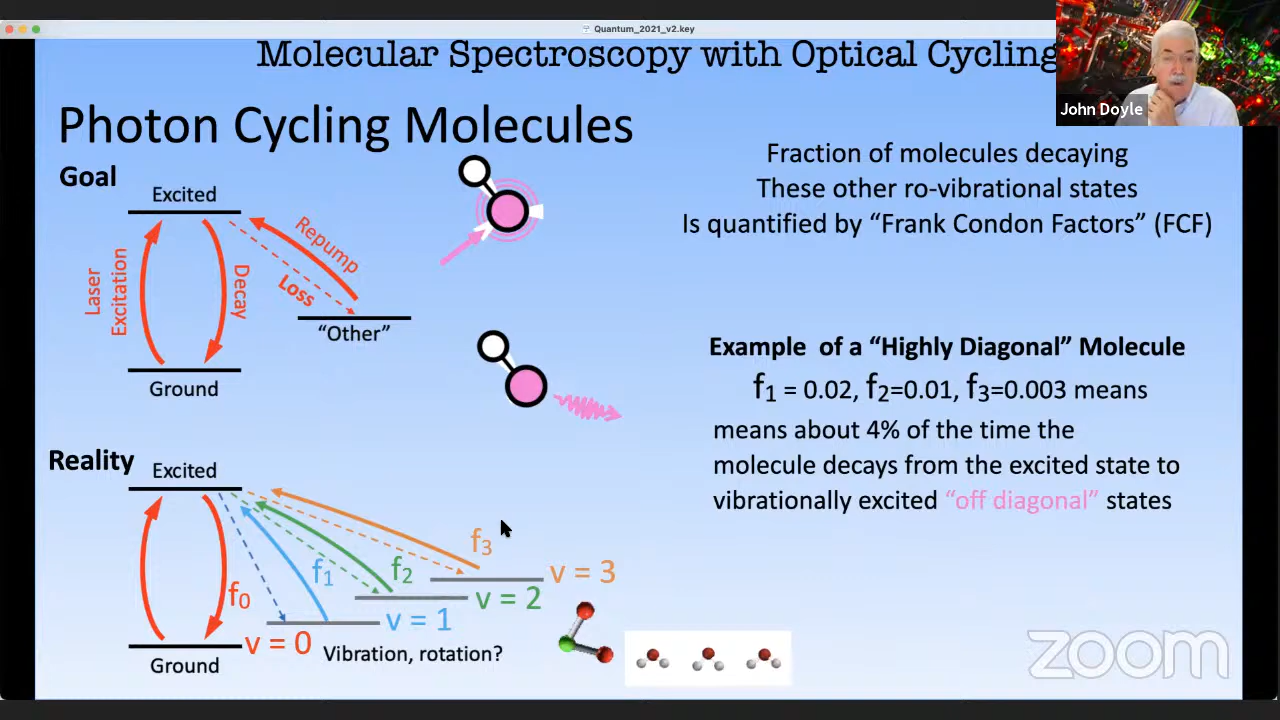 Quantum_2021_v2.key
Molecular Spectroscopy with Optical Cycling
John Doyle
Photon Cycling Molecules
Goal
Excited
Laser
Excitation
Decay
Repump
Loss
"Other"
Ground
Fraction of molecules decaying
These other ro-vibrational states
Is quantified by "Frank Condon Factors" (FCF)
Example of a "Highly Diagonal" Molecule
f₁ = 0.02, f₂=0.01, f₃=0.003 means
means about 4% of the time the
molecule decays from the excited state to
vibrationally excited "off diagonal" states
Reality
Excited
f₀
f₁
f₂
f₃
v = 3
v = 2
v = 1
v = 0
Ground
Vibration, rotation?
zoom